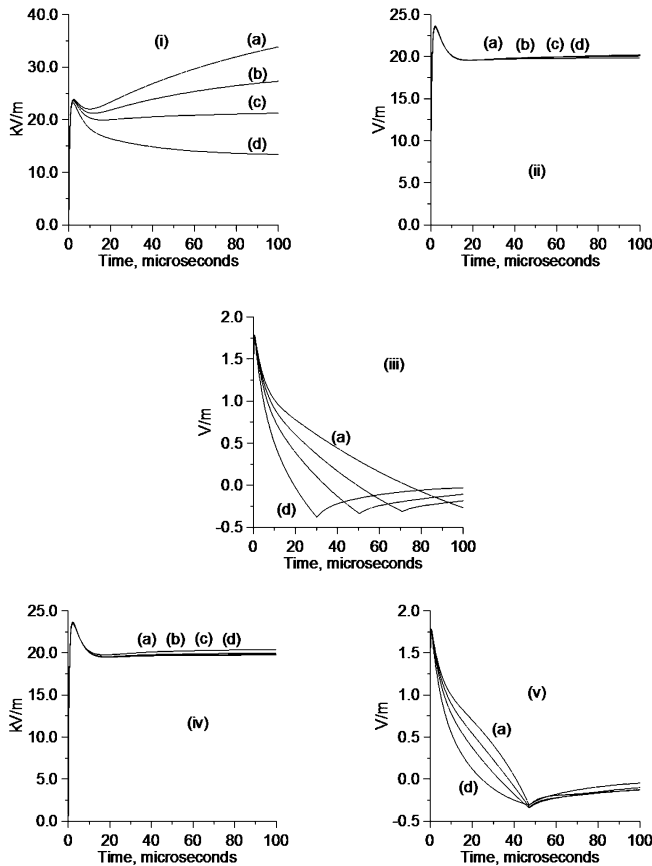 (i)
(a)
(b)
(c)
(d)
40.0
30.0
20.0
10.0
0.0
kV/m
0 20 40 60 80 100
Time, microseconds
(a) (b) (c) (d)
(ii)
25.0
20.0
15.0
10.0
5.0
0.0
V/m
0 20 40 60 80 100
Time, microseconds
(iii)
(a)
(d)
2.0
1.5
1.0
0.5
0.0
-0.5
V/m
0 20 40 60 80 100
Time, microseconds
(a) (b) (c) (d)
(iv)
25.0
20.0
15.0
10.0
5.0
0.0
kV/m
0 20 40 60 80 100
Time, microseconds
(v)
(a)
(d)
2.0
1.5
1.0
0.5
0.0
-0.5
V/m
0 20 40 60 80 100
Time, microseconds